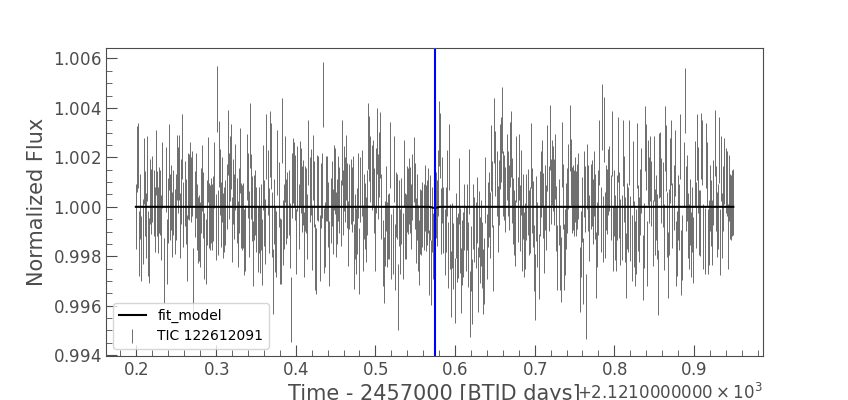 1.006
1.004
1.002
1.000
0.998
0.996
0.994
Normalized Flux
fit_model
TIC 122612091
0.2 0.3 0.4 0.5 0.6 0.7 0.8 0.9
Time - 2457000 [BTJD days]
+2.1210000000 × 10³